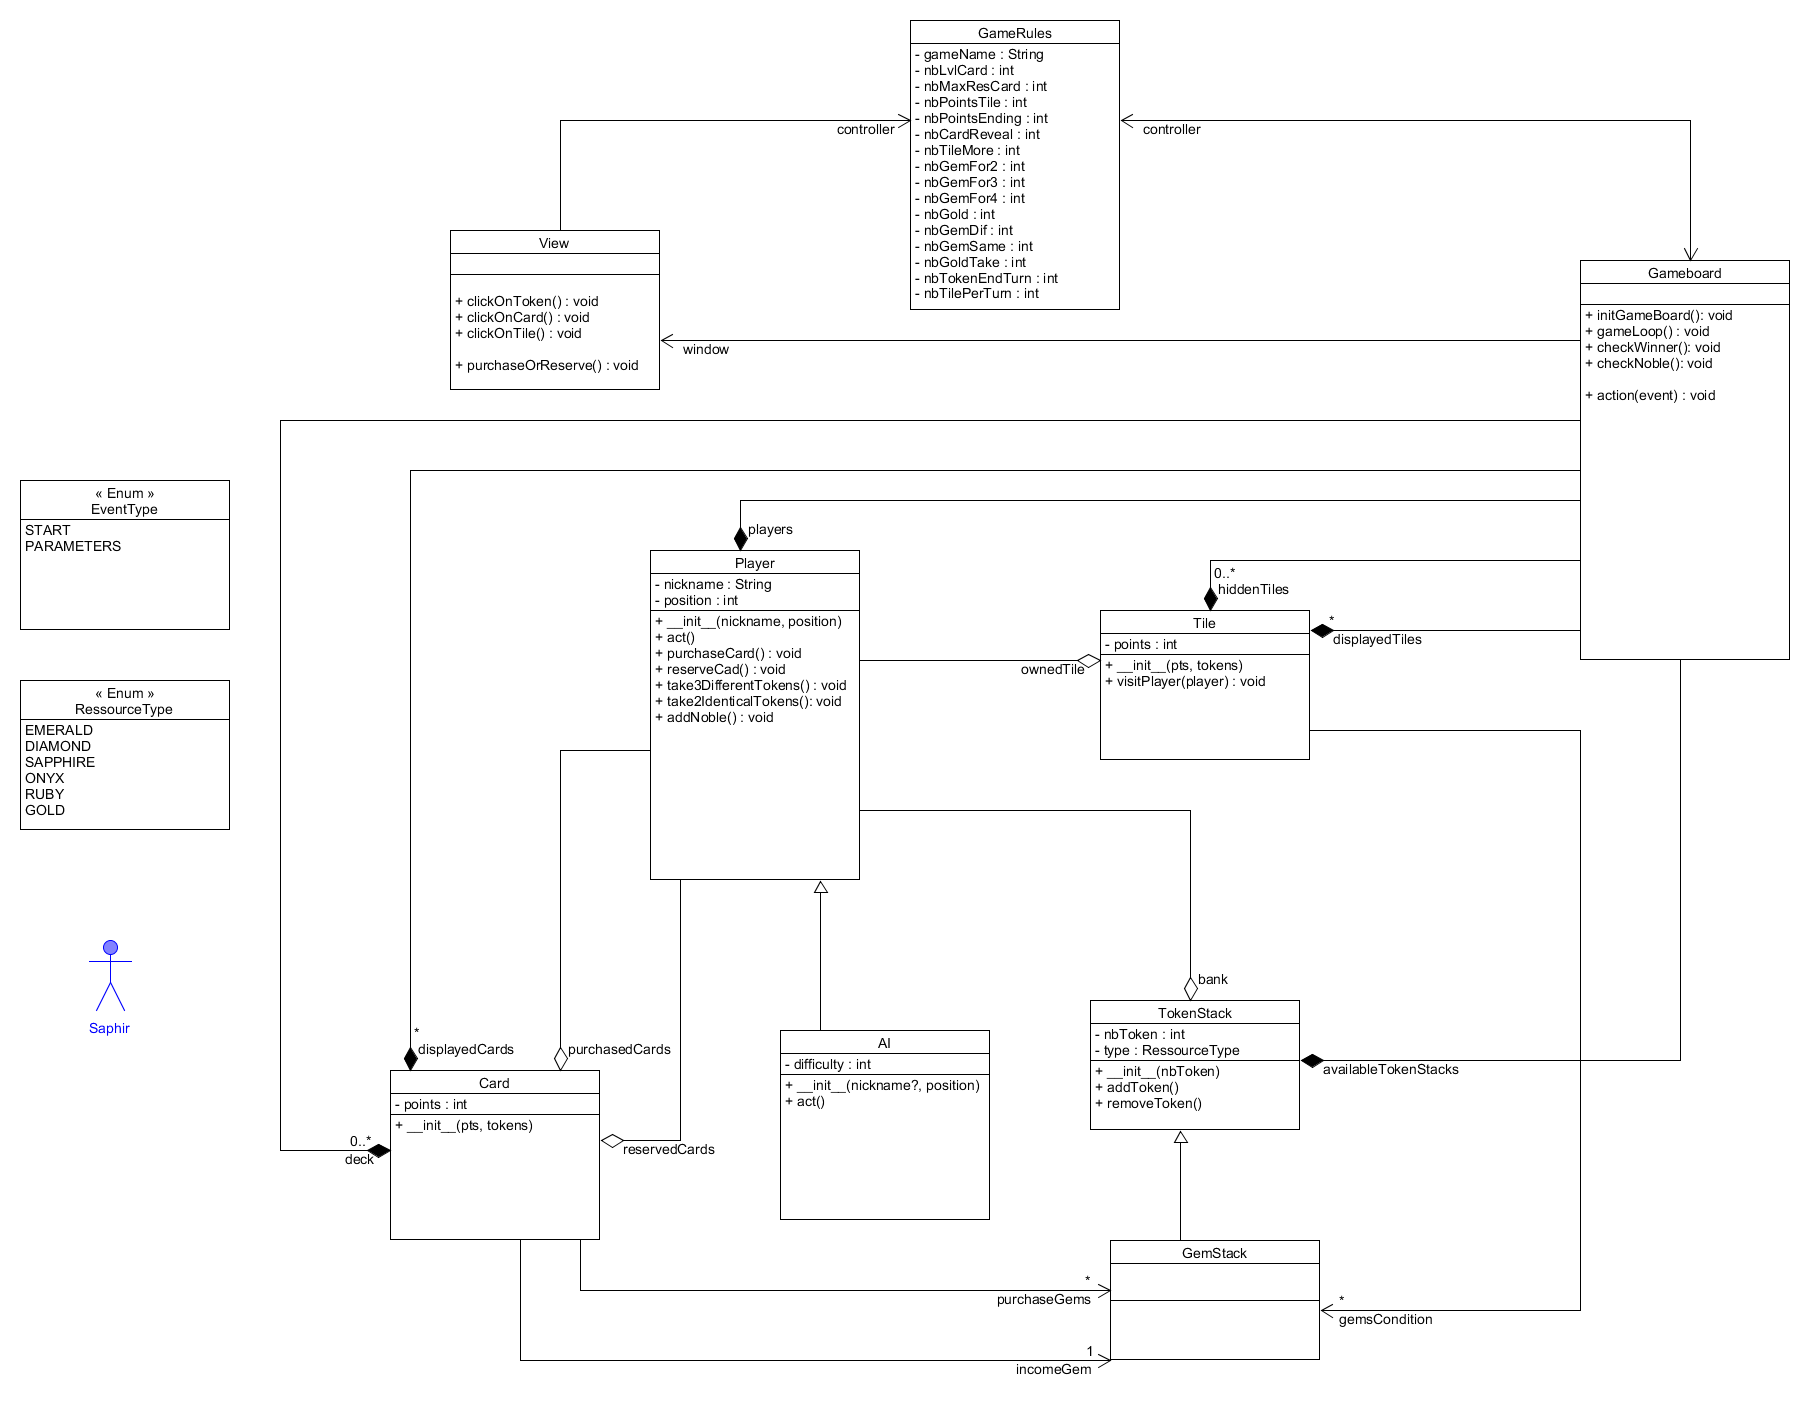 GameRules
- gameName : String
- nbLvlCard : int
- nbMaxResCard : int
- nbPointsTile : int
- nbPointsEnding : int
- nbCardReveal : int
- nbTileMore : int
- nbGemFor2 : int
- nbGemFor3 : int
- nbGemFor4 : int
- nbGold : int
- nbGemDif : int
- nbGemSame : int
- nbGoldTake : int
- nbTokenEndTurn : int
- nbTilePerTurn : int
controller
controller
View
+ clickOnToken() : void
+ clickOnCard() : void
+ clickOnTile() : void
+ purchaseOrReserve() : void
window
Gameboard
+ initGameBoard(): void
+ gameLoop() : void
+ checkWinner(): void
+ checkNoble(): void
+ action(event) : void
« Enum »
EventType
START
PARAMETERS
« Enum »
RessourceType
EMERALD
DIAMOND
SAPPHIRE
ONYX
RUBY
GOLD
Saphir
players
Player
- nickname : String
- position : int
+ __init__(nickname, position)
+ act()
+ purchaseCard() : void
+ reserveCad() : void
+ take3DifferentTokens() : void
+ take2IdenticalTokens(): void
+ addNoble() : void
0..*
hiddenTiles
Tile
- points : int
+ __init__(pts, tokens)
+ visitPlayer(player) : void
*
displayedTiles
ownedTile
*
displayedCards
purchasedCards
Card
- points : int
+ __init__(pts, tokens)
0..*
deck
reservedCards
AI
- difficulty : int
+ __init__(nickname?, position)
+ act()
bank
TokenStack
- nbToken : int
- type : RessourceType
+ __init__(nbToken)
+ addToken()
+ removeToken()
availableTokenStacks
GemStack
*
purchaseGems
*
gemsCondition
1
incomeGem